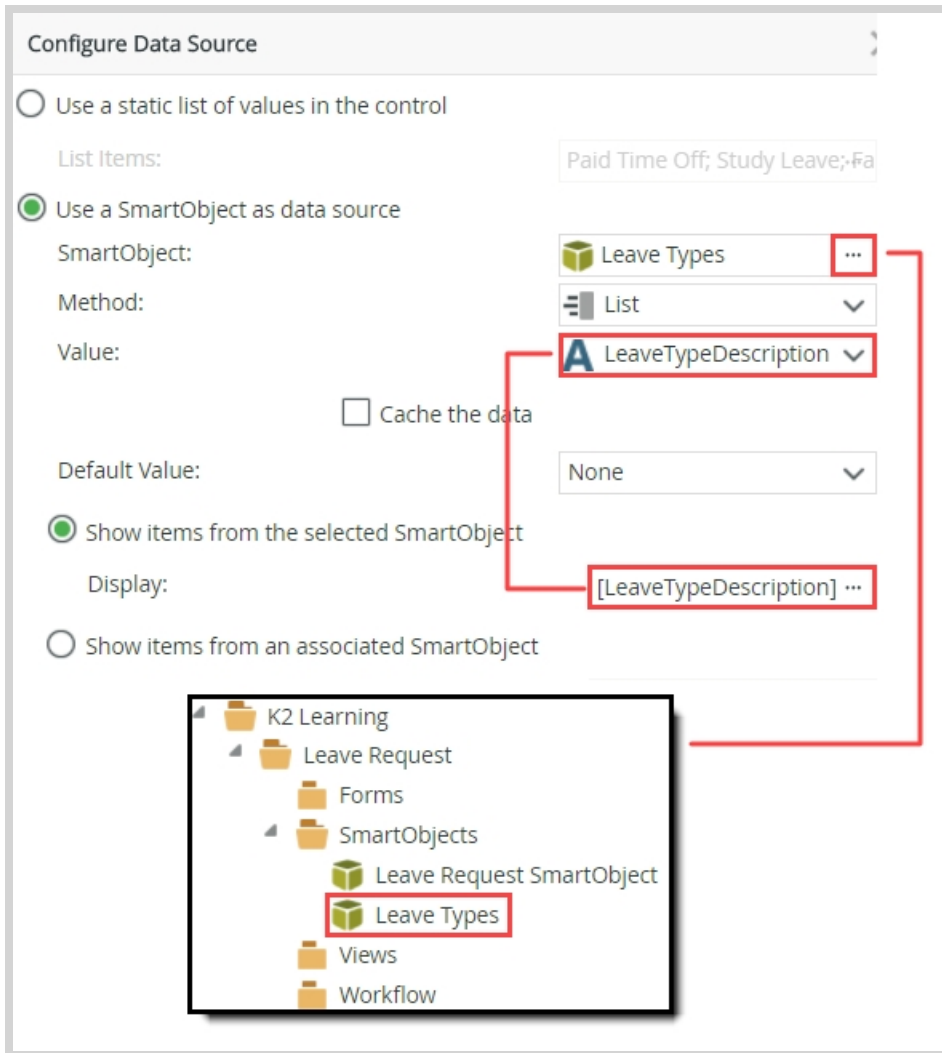 Configure Data Source
Use a static list of values in the control
List Items: Paid Time Off; Study Leave; Fa
Use a SmartObject as data source
SmartObject: Leave Types ...
Method: List
Value: A LeaveTypeDescription
Cache the data
Default Value: None
Show items from the selected SmartObject
Display: [LeaveTypeDescription] ...
Show items from an associated SmartObject
K2 Learning
Leave Request
Forms
SmartObjects
Leave Request SmartObject
Leave Types
Views
Workflow